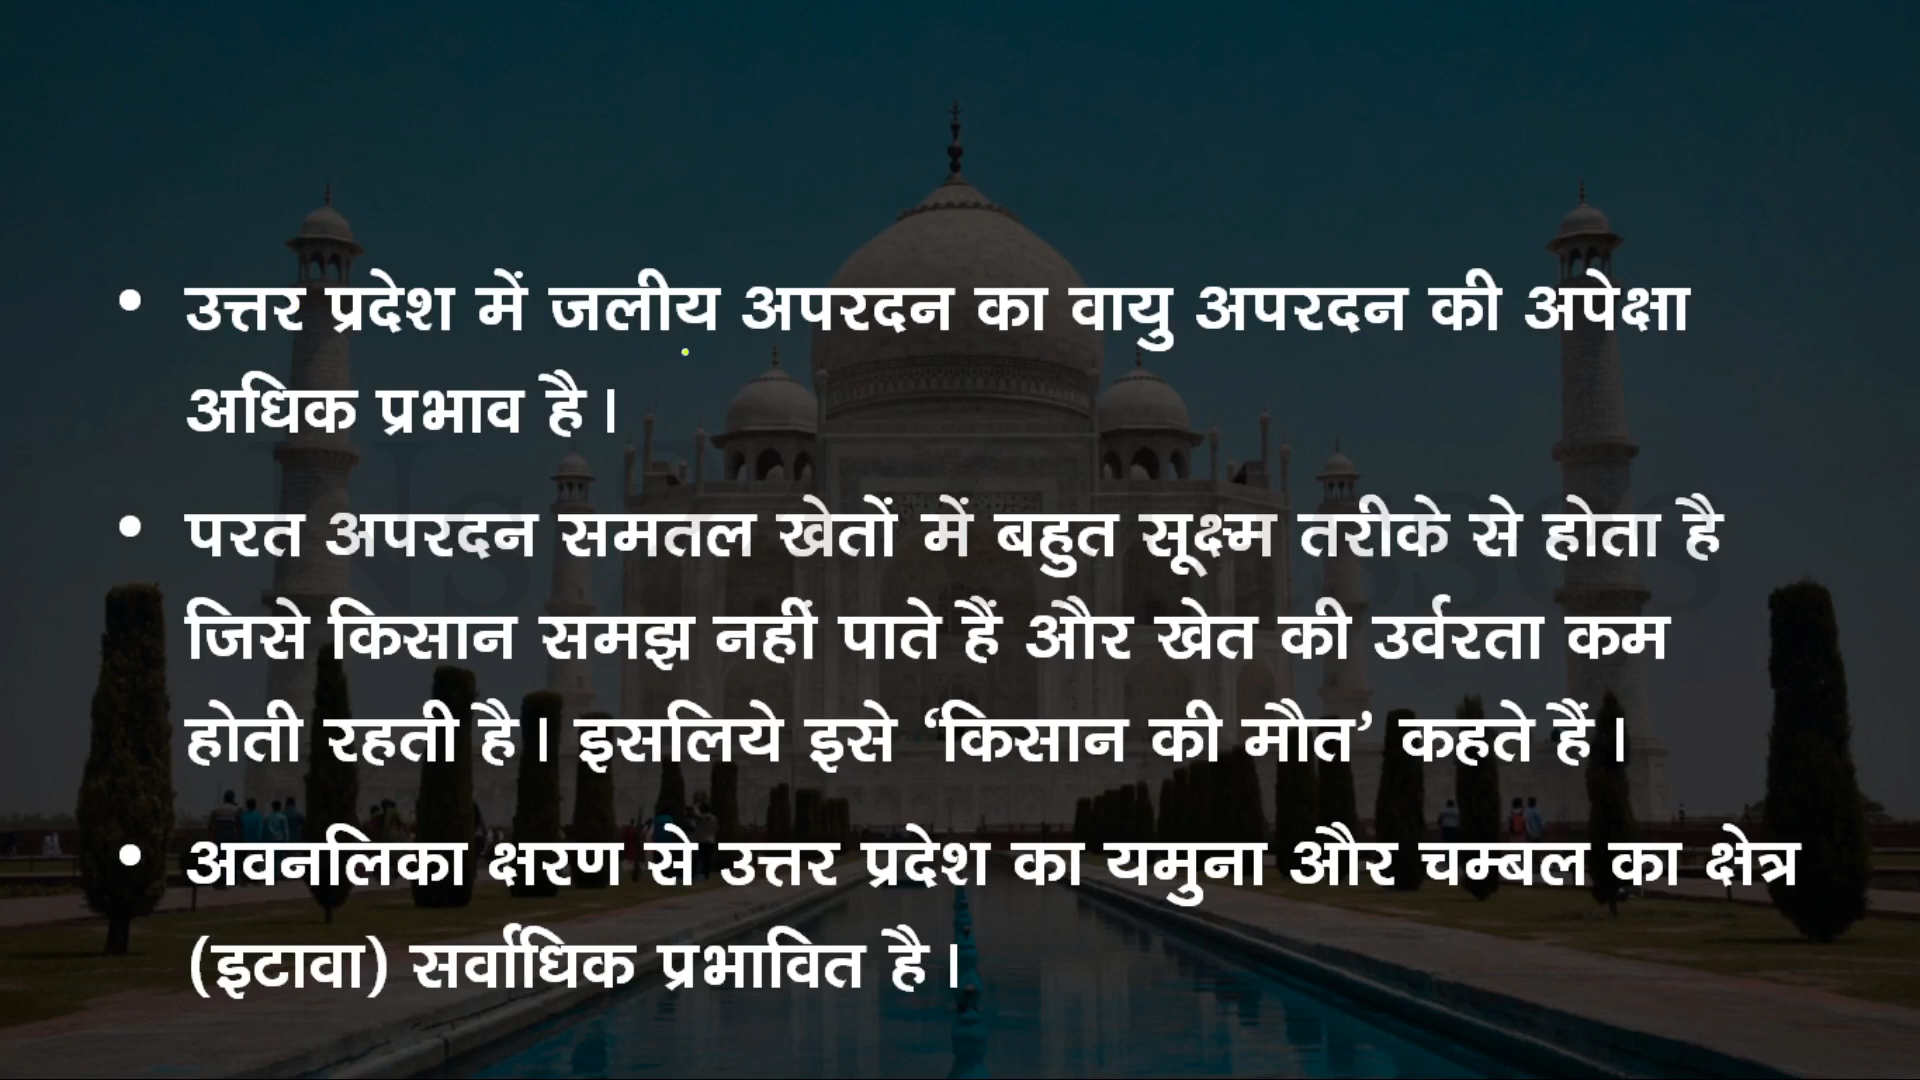 • उत्तर प्रदेश में जलीय अपरदन का वायु अपरदन की अपेक्षा
अधिक प्रभाव है।
• परत अपरदन समतल खेतों में बहुत सूक्ष्म तरीके से होता है
जिसे किसान समझ नहीं पाते हैं और खेत की उर्वरता कम
होती रहती है। इसलिये इसे ‘किसान की मौत’ कहते हैं।
• अवनलिका क्षरण से उत्तर प्रदेश का यमुना और चम्बल का क्षेत्र
(इटावा) सर्वाधिक प्रभावित है।